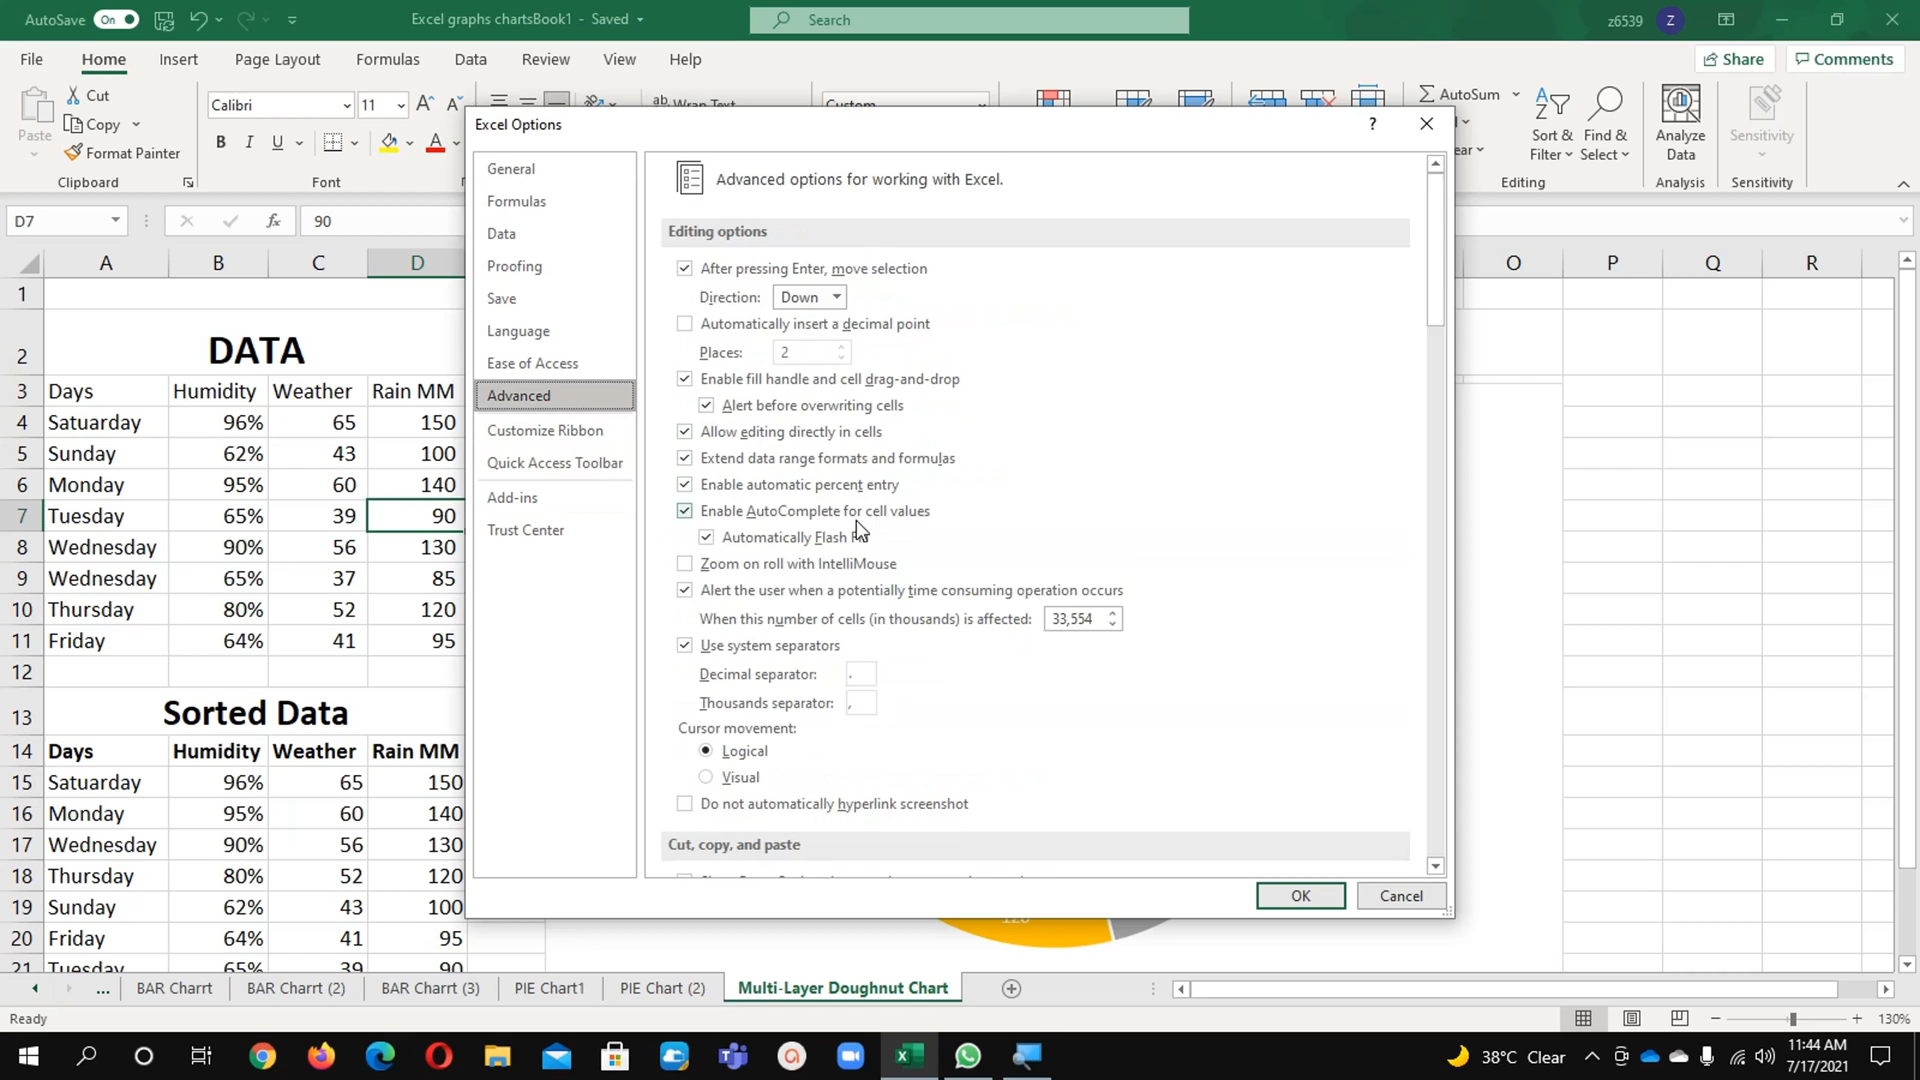 AutoSave On Excel graphs chartsBook1 - Saved Search z6539 Z
File Home Insert Page Layout Formulas Data Review View Help Share Comments
Paste Cut Copy Format Painter Clipboard
Calibri 11 B I U A Font
ab Wrap Text Custom
AutoSum Sort & Filter Find & Select Editing
Analyze Data Analysis
Sensitivity Sensitivity
D7 fx 90
A B C D O P Q R
1
2 DATA
3 Days Humidity Weather Rain MM
4 Satuarday 96% 65 150
5 Sunday 62% 43 100
6 Monday 95% 60 140
7 Tuesday 65% 39 90
8 Wednesday 90% 56 130
9 Wednesday 65% 37 85
10 Thursday 80% 52 120
11 Friday 64% 41 95
12
13 Sorted Data
14 Days Humidity Weather Rain MM
15 Satuarday 96% 65 150
16 Monday 95% 60 140
17 Wednesday 90% 56 130
18 Thursday 80% 52 120
19 Sunday 62% 43 100
20 Friday 64% 41 95
21 Tuesday 65% 39 90
Excel Options ?
General
Formulas
Data
Proofing
Save
Language
Ease of Access
Advanced
Customize Ribbon
Quick Access Toolbar
Add-ins
Trust Center
Advanced options for working with Excel.
Editing options
After pressing Enter, move selection
Direction: Down
Automatically insert a decimal point
Places: 2
Enable fill handle and cell drag-and-drop
Alert before overwriting cells
Allow editing directly in cells
Extend data range formats and formulas
Enable automatic percent entry
Enable AutoComplete for cell values
Automatically Flash
Zoom on roll with IntelliMouse
Alert the user when a potentially time consuming operation occurs
When this number of cells (in thousands) is affected: 33,554
Use system separators
Decimal separator: .
Thousands separator: ,
Cursor movement:
Logical
Visual
Do not automatically hyperlink screenshot
Cut, copy, and paste
OK Cancel
120
... BAR Charrt BAR Charrt (2) BAR Charrt (3) PIE Chart1 PIE Chart (2) Multi-Layer Doughnut Chart
Ready 130%
38°C Clear 11:44 AM
7/17/2021